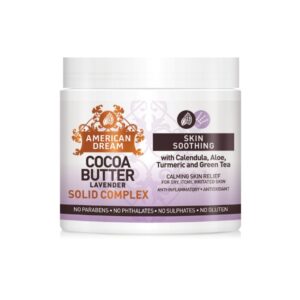 AMERICAN
DREAM
COCOA
BUTTER
LAVENDER
SOLID COMPLEX
SKIN
SOOTHING
with Calendula, Aloe,
Turmeric and Green Tea
CALMING SKIN RELIEF
FOR DRY, ITCHY, IRRITATED SKIN
ANTI-INFLAMMATORY • ANTIOXIDANT
NO PARABENS • NO PHTHALATES • NO SULPHATES • NO GLUTEN